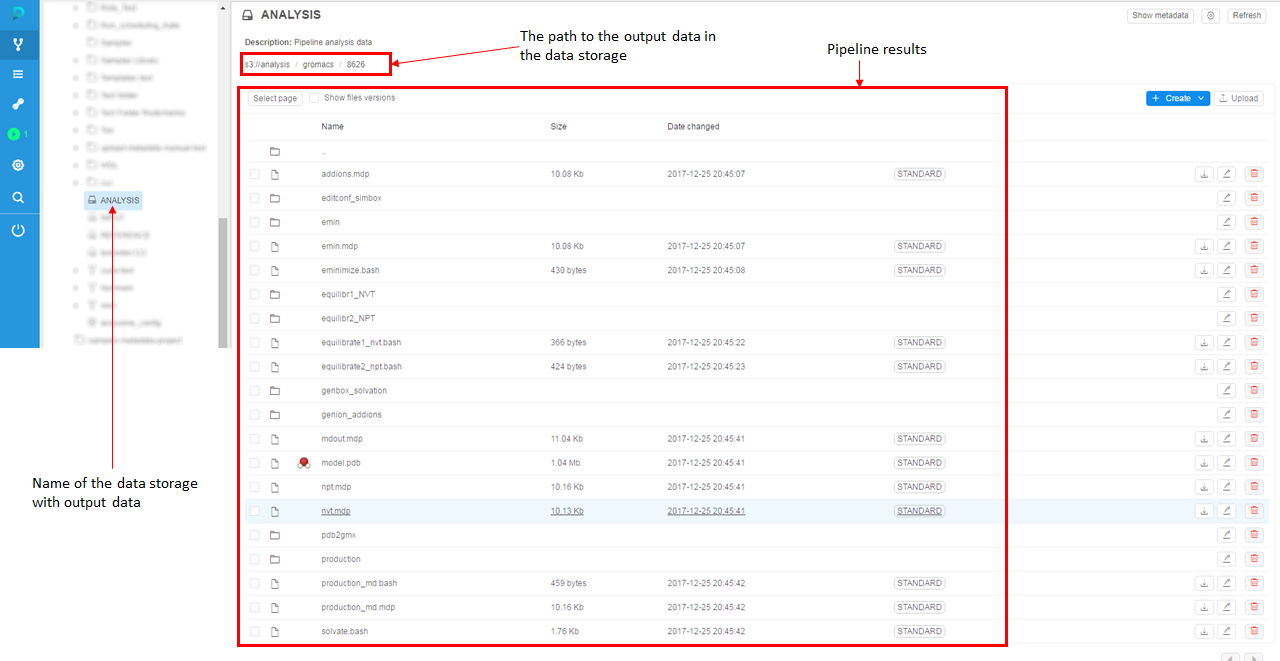 ANALYSIS
Show metadata
Refresh
Description: Pipeline analysis data
s3://analysis / gromacs / 8626
The path to the output data in
the data storage
Pipeline results
Select page
Show files versions
+ Create
Upload
Name Size Date changed
..
addions.mdp 10.08 Kb 2017-12-25 20:45:07 STANDARD
editconf_simbox
emin
emin.mdp 10.08 Kb 2017-12-25 20:45:07 STANDARD
eminimize.bash 430 bytes 2017-12-25 20:45:08 STANDARD
equilibr1_NVT
equilibr2_NPT
equilibrate1_nvt.bash 366 bytes 2017-12-25 20:45:22 STANDARD
equilibrate2_npt.bash 424 bytes 2017-12-25 20:45:23 STANDARD
genbox_solvation
genion_addions
mdout.mdp 11.04 Kb 2017-12-25 20:45:41 STANDARD
model.pdb 1.04 Mb 2017-12-25 20:45:41 STANDARD
npt.mdp 10.16 Kb 2017-12-25 20:45:41 STANDARD
nvt.mdp 10.13 Kb 2017-12-25 20:45:41 STANDARD
pdb2gmx
production
production_md.bash 459 bytes 2017-12-25 20:45:42 STANDARD
production_md.mdp 10.16 Kb 2017-12-25 20:45:42 STANDARD
solvate.bash 1.76 Kb 2017-12-25 20:45:42 STANDARD
1
ANALYSIS
Name of the data storage
with output data